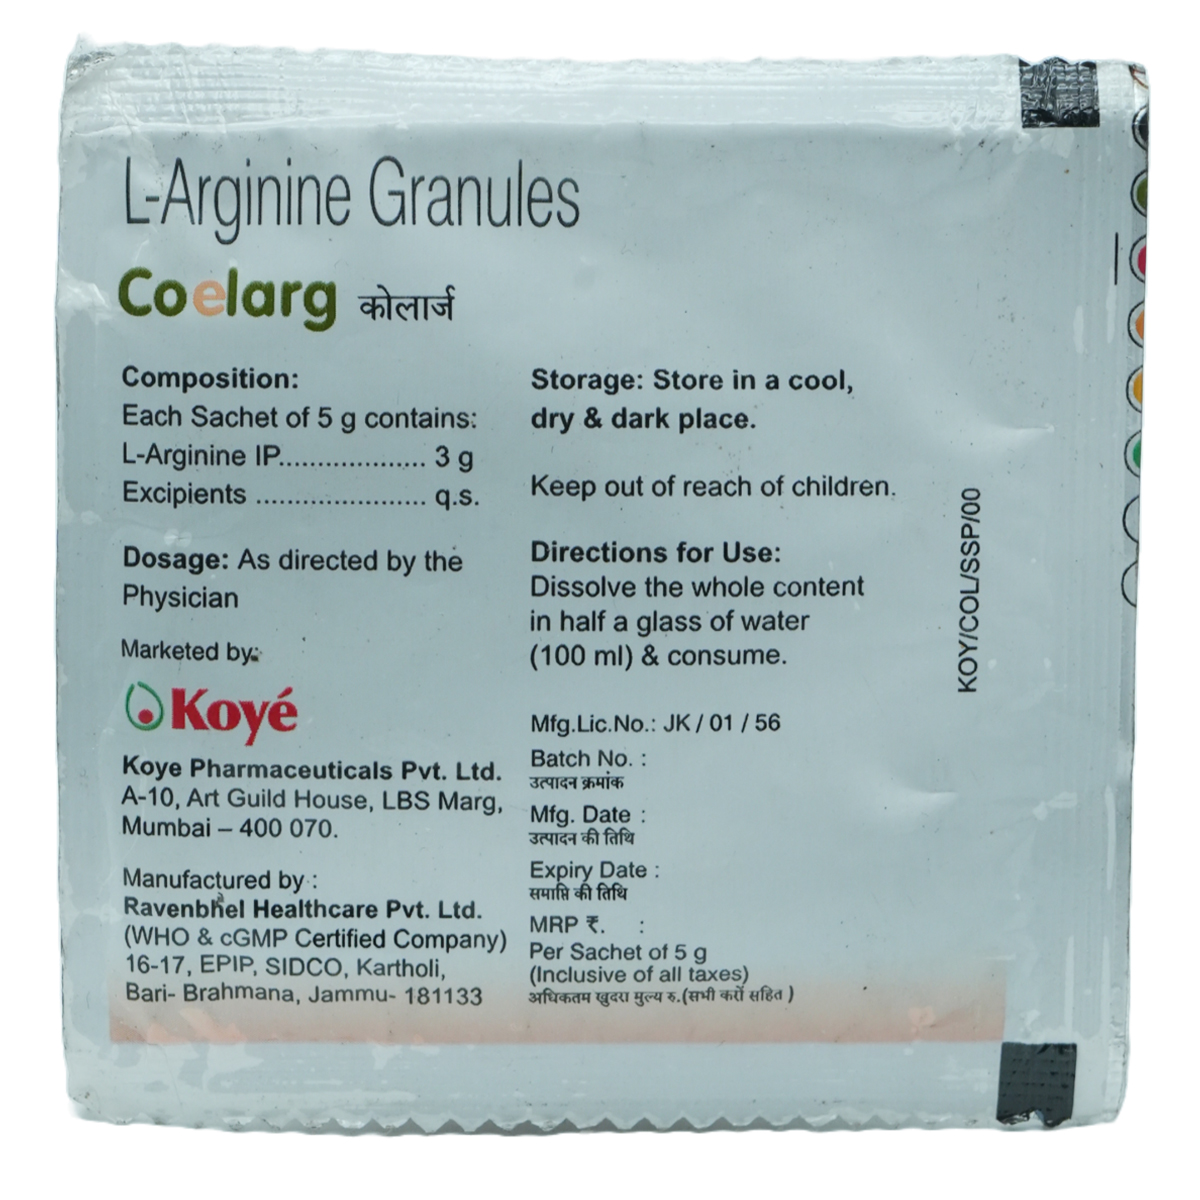 L-Arginine Granules
Coelarg कोलार्ज
Composition:
Each Sachet of 5 g contains:
L-Arginine IP.................... 3 g
Excipients ....................... q.s.
Dosage: As directed by the
Physician
Marketed by:
Koyé
Koye Pharmaceuticals Pvt. Ltd.
A-10, Art Guild House, LBS Marg,
Mumbai – 400 070.
Manufactured by :
Ravenbhel Healthcare Pvt. Ltd.
(WHO & cGMP Certified Company)
16-17, EPIP, SIDCO, Kartholi,
Bari- Brahmana, Jammu- 181133
Storage: Store in a cool,
dry & dark place.
Keep out of reach of children.
Directions for Use:
Dissolve the whole content
in half a glass of water
(100 ml) & consume.
Mfg.Lic.No.: JK / 01 / 56
Batch No. :
उत्पादन क्रमांक
Mfg. Date :
उत्पादन की तिथि
Expiry Date :
समाप्ति की तिथि
MRP ₹. :
Per Sachet of 5 g
(Inclusive of all taxes)
अधिकतम खुदरा मुल्य रु.(सभी करों सहित )
KOY/COL/SSP/00